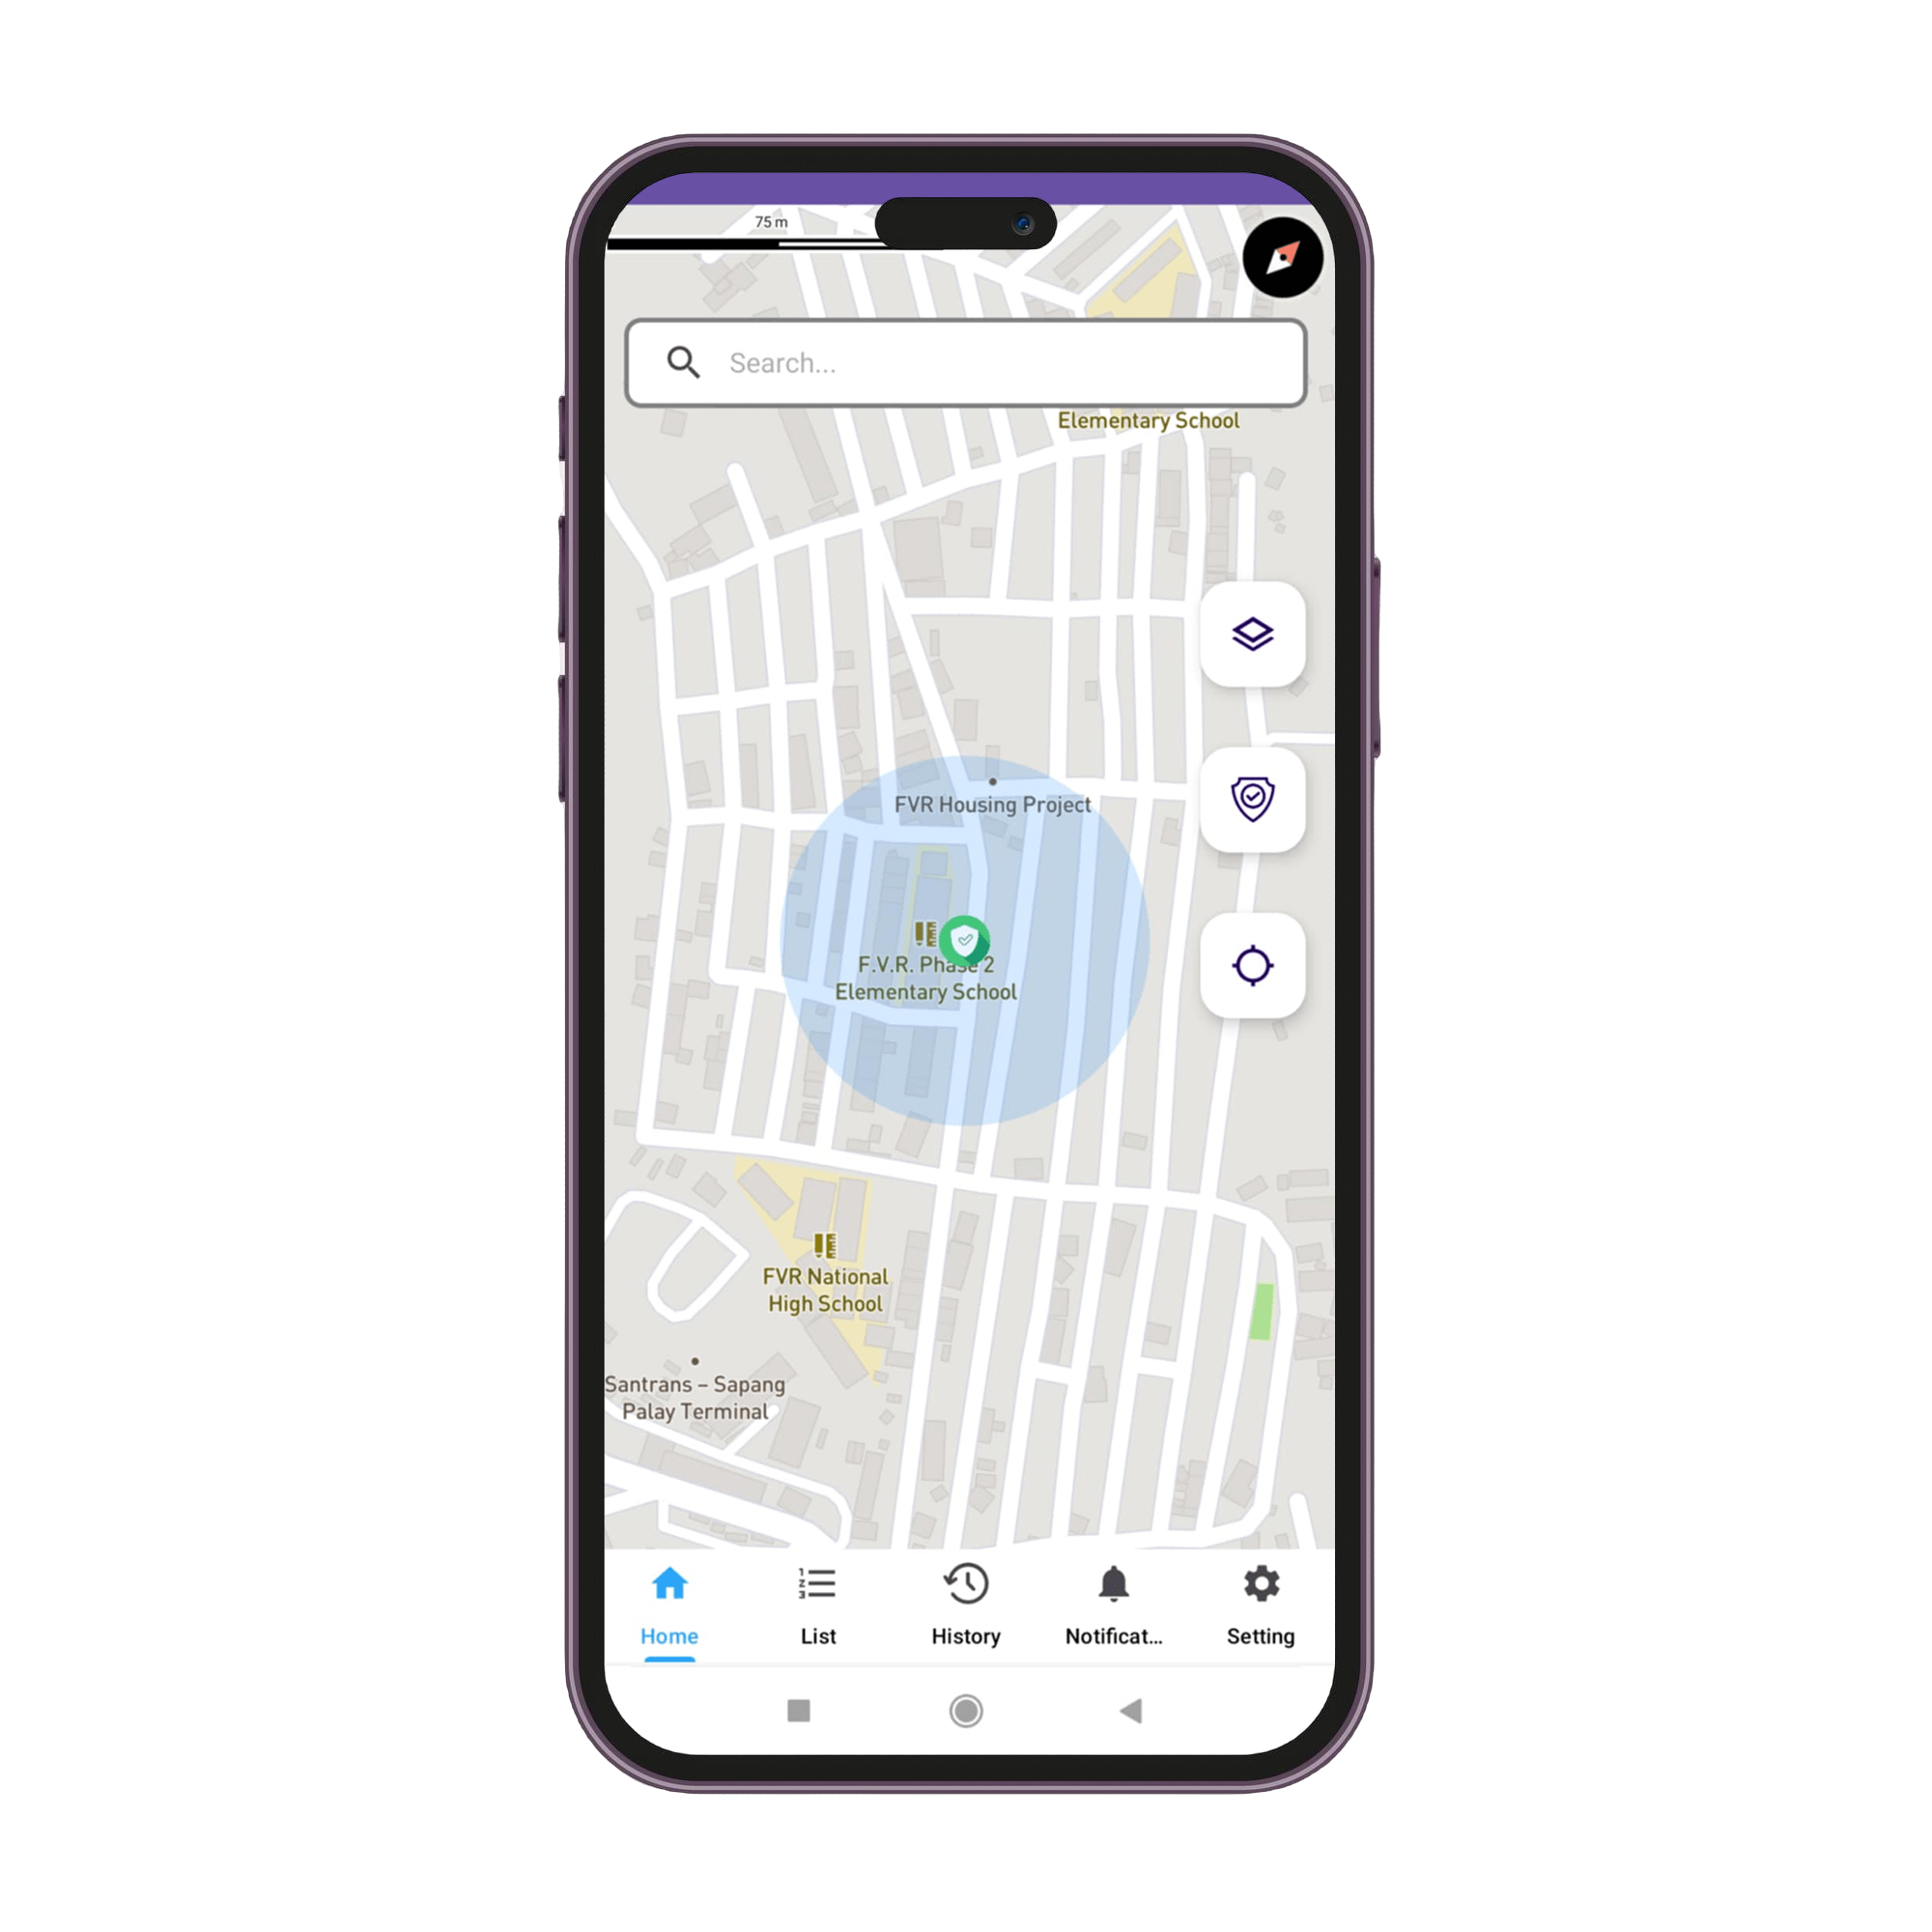 75 m
Search...
Elementary School
FVR Housing Project
F.V.R. Phase 2
Elementary School
FVR National
High School
Santrans – Sapang
Palay Terminal
Home
List
History
Notificat...
Setting